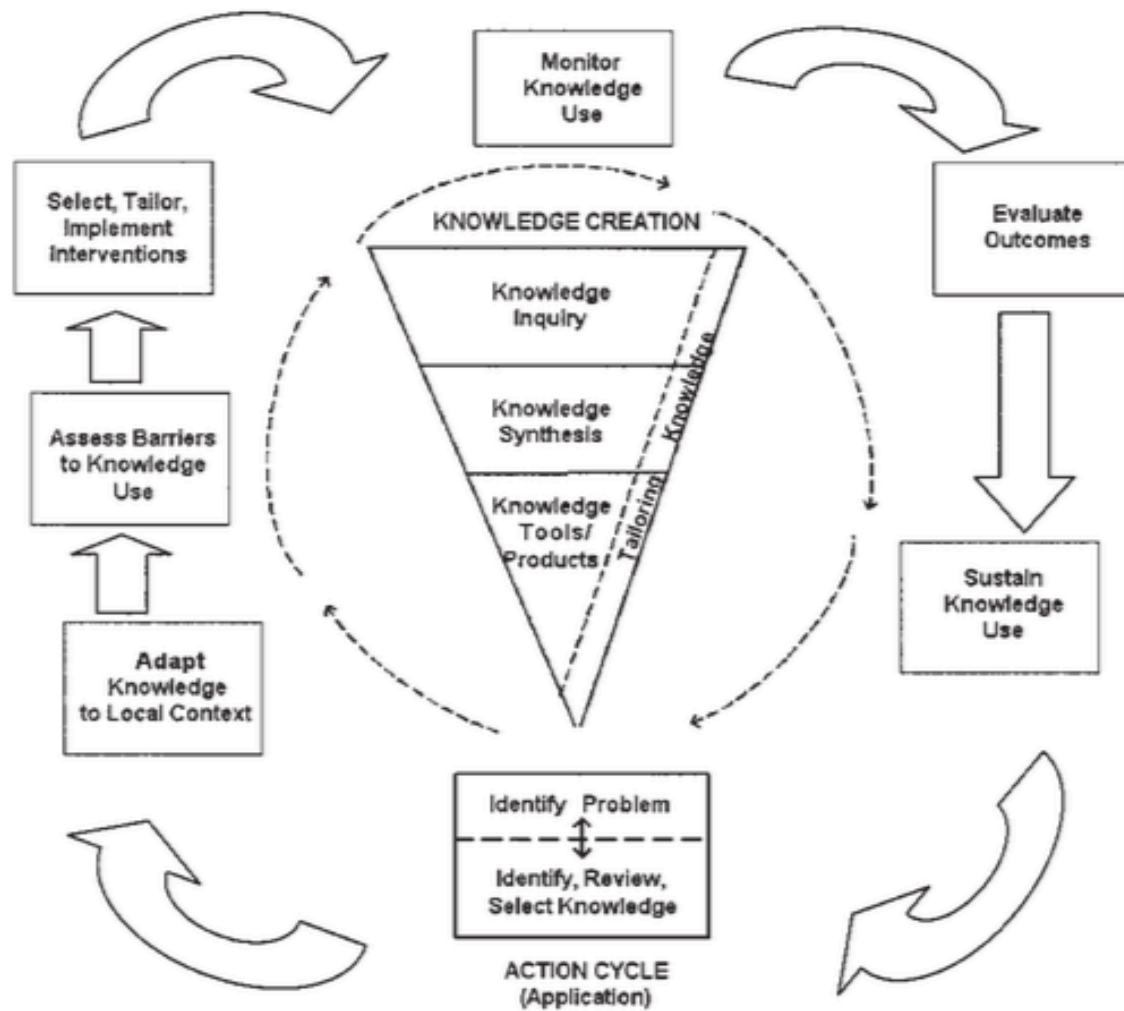 Monitor
Knowledge
Use
Select, Tailor,
Implement
Interventions
Evaluate
Outcomes
KNOWLEDGE CREATION
Knowledge
Inquiry
Knowledge
Synthesis
Knowledge
Tools/
Products
Tailoring Knowledge
Assess Barriers
to Knowledge
Use
Sustain
Knowledge
Use
Adapt
Knowledge
to Local Context
Identify Problem
Identify, Review,
Select Knowledge
ACTION CYCLE
(Application)